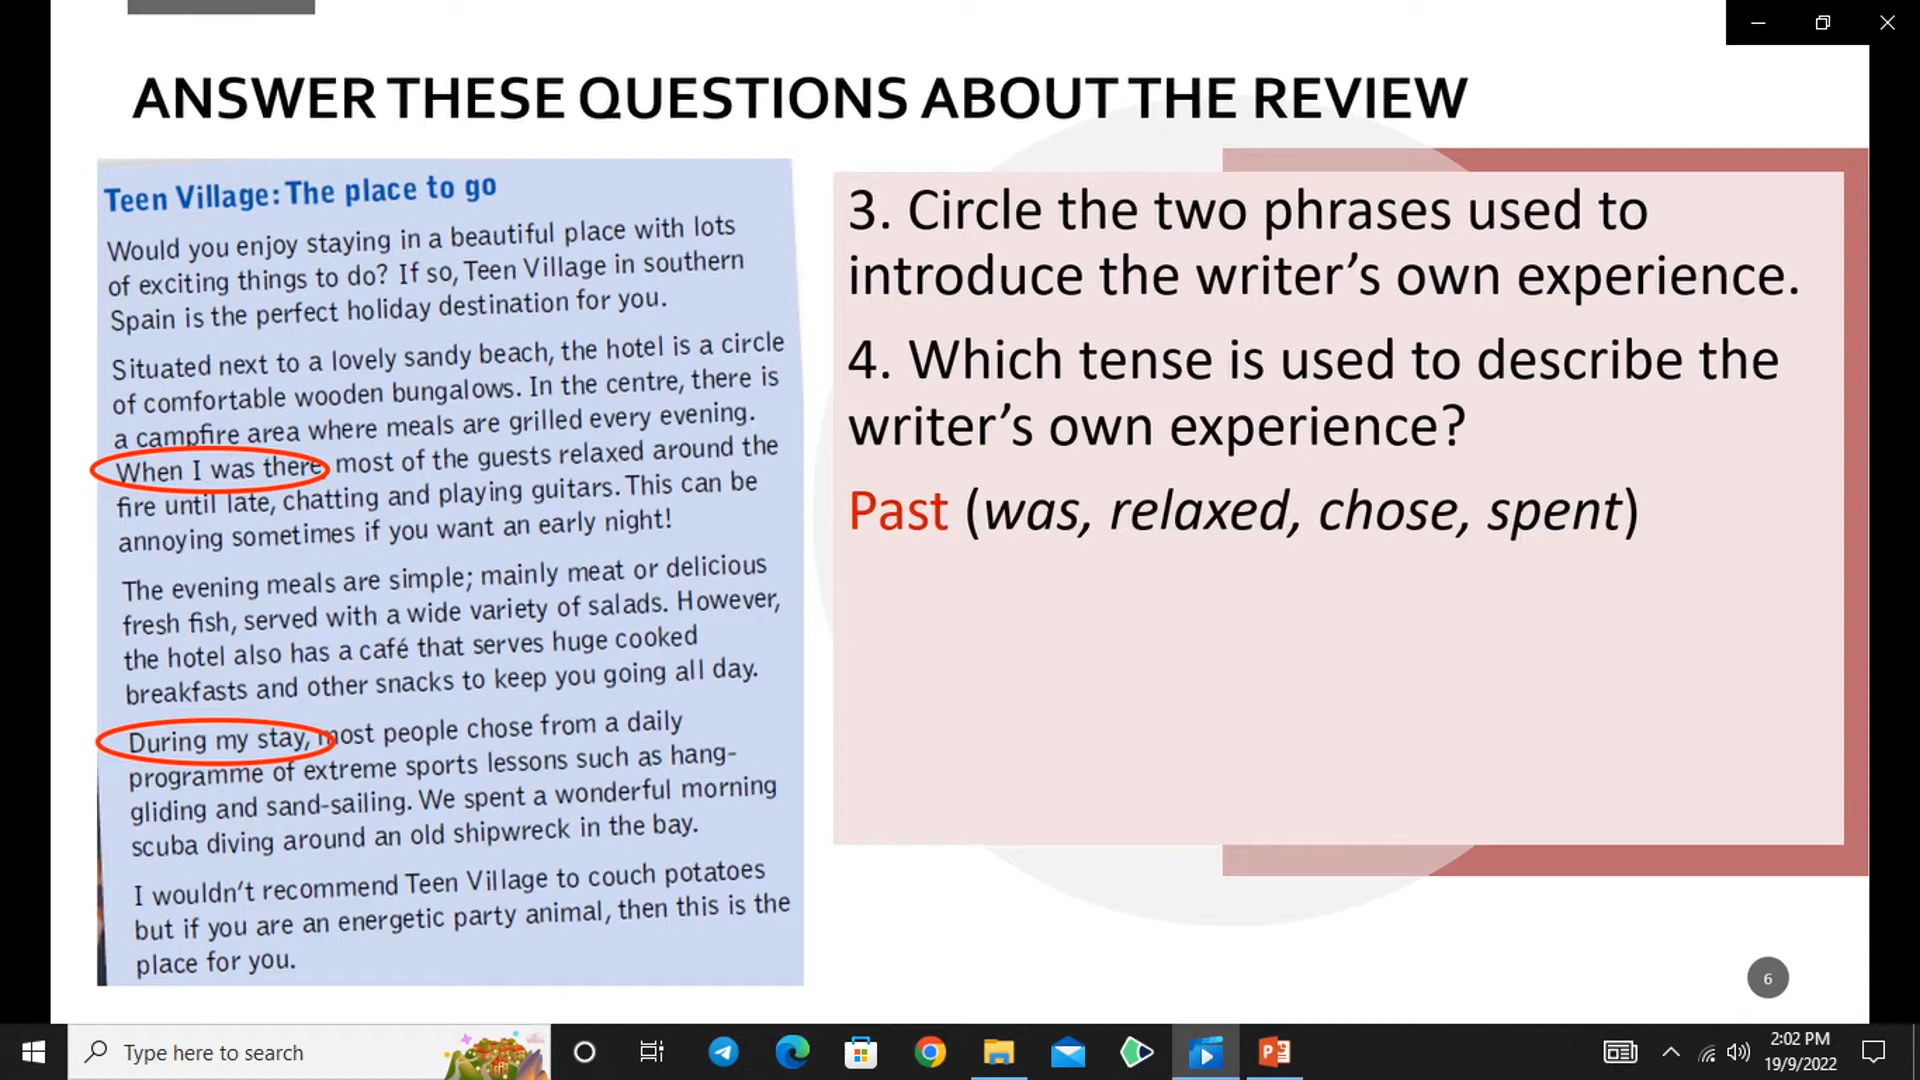 ANSWER THESE QUESTIONS ABOUT THE REVIEW
Teen Village: The place to go
Would you enjoy staying in a beautiful place with lots
of exciting things to do? If so, Teen Village in southern
Spain is the perfect holiday destination for you.
Situated next to a lovely sandy beach, the hotel is a circle
of comfortable wooden bungalows. In the centre, there is
a campfire area where meals are grilled every evening.
When I was there, most of the guests relaxed around the
fire until late, chatting and playing guitars. This can be
annoying sometimes if you want an early night!
The evening meals are simple; mainly meat or delicious
fresh fish, served with a wide variety of salads. However,
the hotel also has a café that serves huge cooked
breakfasts and other snacks to keep you going all day.
During my stay, most people chose from a daily
programme of extreme sports lessons such as hang-
gliding and sand-sailing. We spent a wonderful morning
scuba diving around an old shipwreck in the bay.
I wouldn't recommend Teen Village to couch potatoes
but if you are an energetic party animal, then this is the
place for you.
3. Circle the two phrases used to
introduce the writer's own experience.
4. Which tense is used to describe the
writer's own experience?
Past (was, relaxed, chose, spent)
6
Type here to search
2:02 PM
19/9/2022